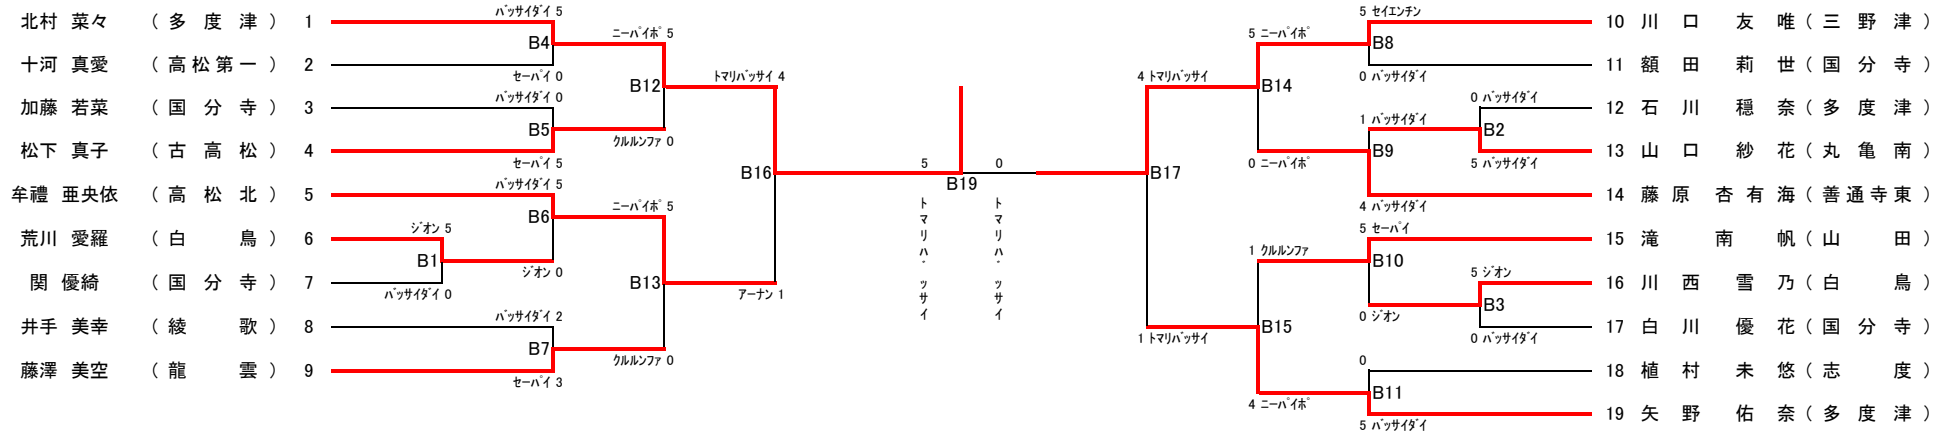 北村 菜々 （ 多 度 津 ） 1
十河 真愛 （ 高松第一 ） 2
加藤 若菜 （ 国 分 寺 ） 3
松下 真子 （ 古 高 松 ） 4
牟禮 亜央依 （ 高 松 北 ） 5
荒川 愛羅 （ 白 鳥 ） 6
関 優綺 （ 国 分 寺 ） 7
井手 美幸 （ 綾 歌 ） 8
藤澤 美空 （ 龍 雲 ） 9
ｼﾞｵﾝ 5
B1
ﾊﾞｯｻｲﾀﾞｲ 0
ﾊﾞｯｻｲﾀﾞｲ 5
B4
ｾｰﾊﾟｲ 0
ﾊﾞｯｻｲﾀﾞｲ 0
B5
ｾｰﾊﾟｲ 5
ﾊﾞｯｻｲﾀﾞｲ 5
B6
ｼﾞｵﾝ 0
ﾊﾞｯｻｲﾀﾞｲ 2
B7
ｾｰﾊﾟｲ 3
ﾆｰﾊﾟｲﾎﾟ 5
B12
ｸﾙﾙﾝﾌｧ 0
ﾆｰﾊﾟｲﾎﾟ 5
B13
ｸﾙﾙﾝﾌｧ 0
ﾄﾏﾘﾊﾞｯｻｲ 4
B16
ｱｰﾅﾝ 1
5
B19
0
ﾄﾏﾘﾊﾞｯｻｲ
ﾄﾏﾘﾊﾞｯｻｲ
4 ﾄﾏﾘﾊﾞｯｻｲ
B17
1 ﾄﾏﾘﾊﾞｯｻｲ
5 ﾆｰﾊﾟｲﾎﾟ
B14
0 ﾆｰﾊﾟｲﾎﾟ
1 ｸﾙﾙﾝﾌｧ
B15
4 ﾆｰﾊﾟｲﾎﾟ
5 ｾｲｴﾝﾁﾝ
B8
0 ﾊﾞｯｻｲﾀﾞｲ
1 ﾊﾞｯｻｲﾀﾞｲ
B9
4 ﾊﾞｯｻｲﾀﾞｲ
5 ｾｰﾊﾟｲ
B10
0 ｼﾞｵﾝ
0
B11
5 ﾊﾞｯｻｲﾀﾞｲ
0 ﾊﾞｯｻｲﾀﾞｲ
B2
5 ﾊﾞｯｻｲﾀﾞｲ
5 ｼﾞｵﾝ
B3
0 ﾊﾞｯｻｲﾀﾞｲ
10 川 口 友 唯（ 三 野 津 ）
11 額 田 莉 世（ 国 分 寺 ）
12 石 川 穏 奈（ 多 度 津 ）
13 山 口 紗 花（ 丸 亀 南 ）
14 藤 原 杏 有 海（ 善通寺東 ）
15 滝 南 帆（ 山 田 ）
16 川 西 雪 乃（ 白 鳥 ）
17 白 川 優 花（ 国 分 寺 ）
18 植 村 未 悠（ 志 度 ）
19 矢 野 佑 奈（ 多 度 津 ）